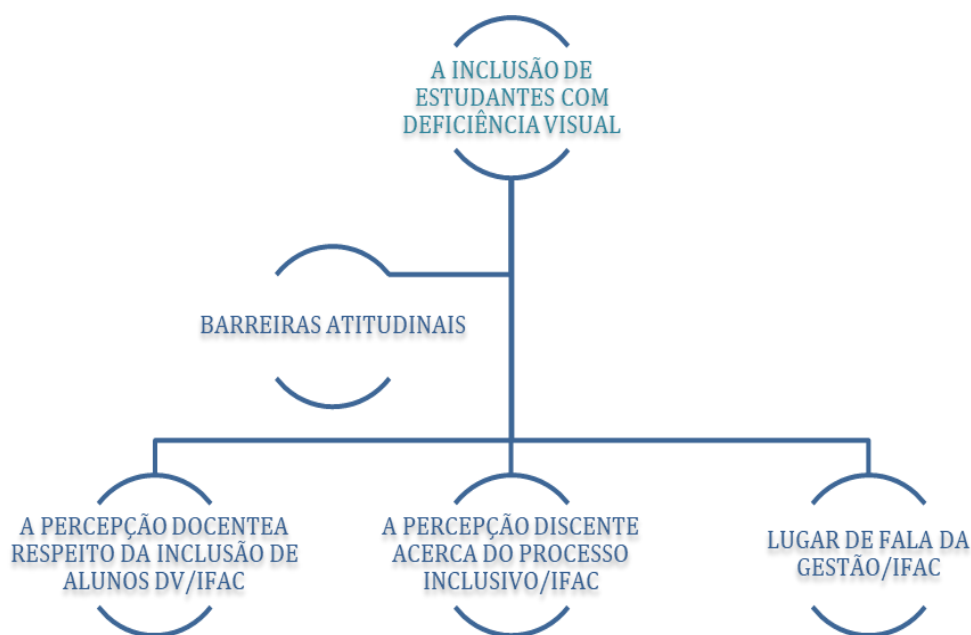 A INCLUSÃO DE
ESTUDANTES COM
DEFICIÊNCIA VISUAL
BARREIRAS ATITUDINAIS
A PERCEPÇÃO DOCENTEA
RESPEITO DA INCLUSÃO DE
ALUNOS DV/IFAC
A PERCEPÇÃO DISCENTE
ACERCA DO PROCESSO
INCLUSIVO/IFAC
LUGAR DE FALA DA
GESTÃO/IFAC